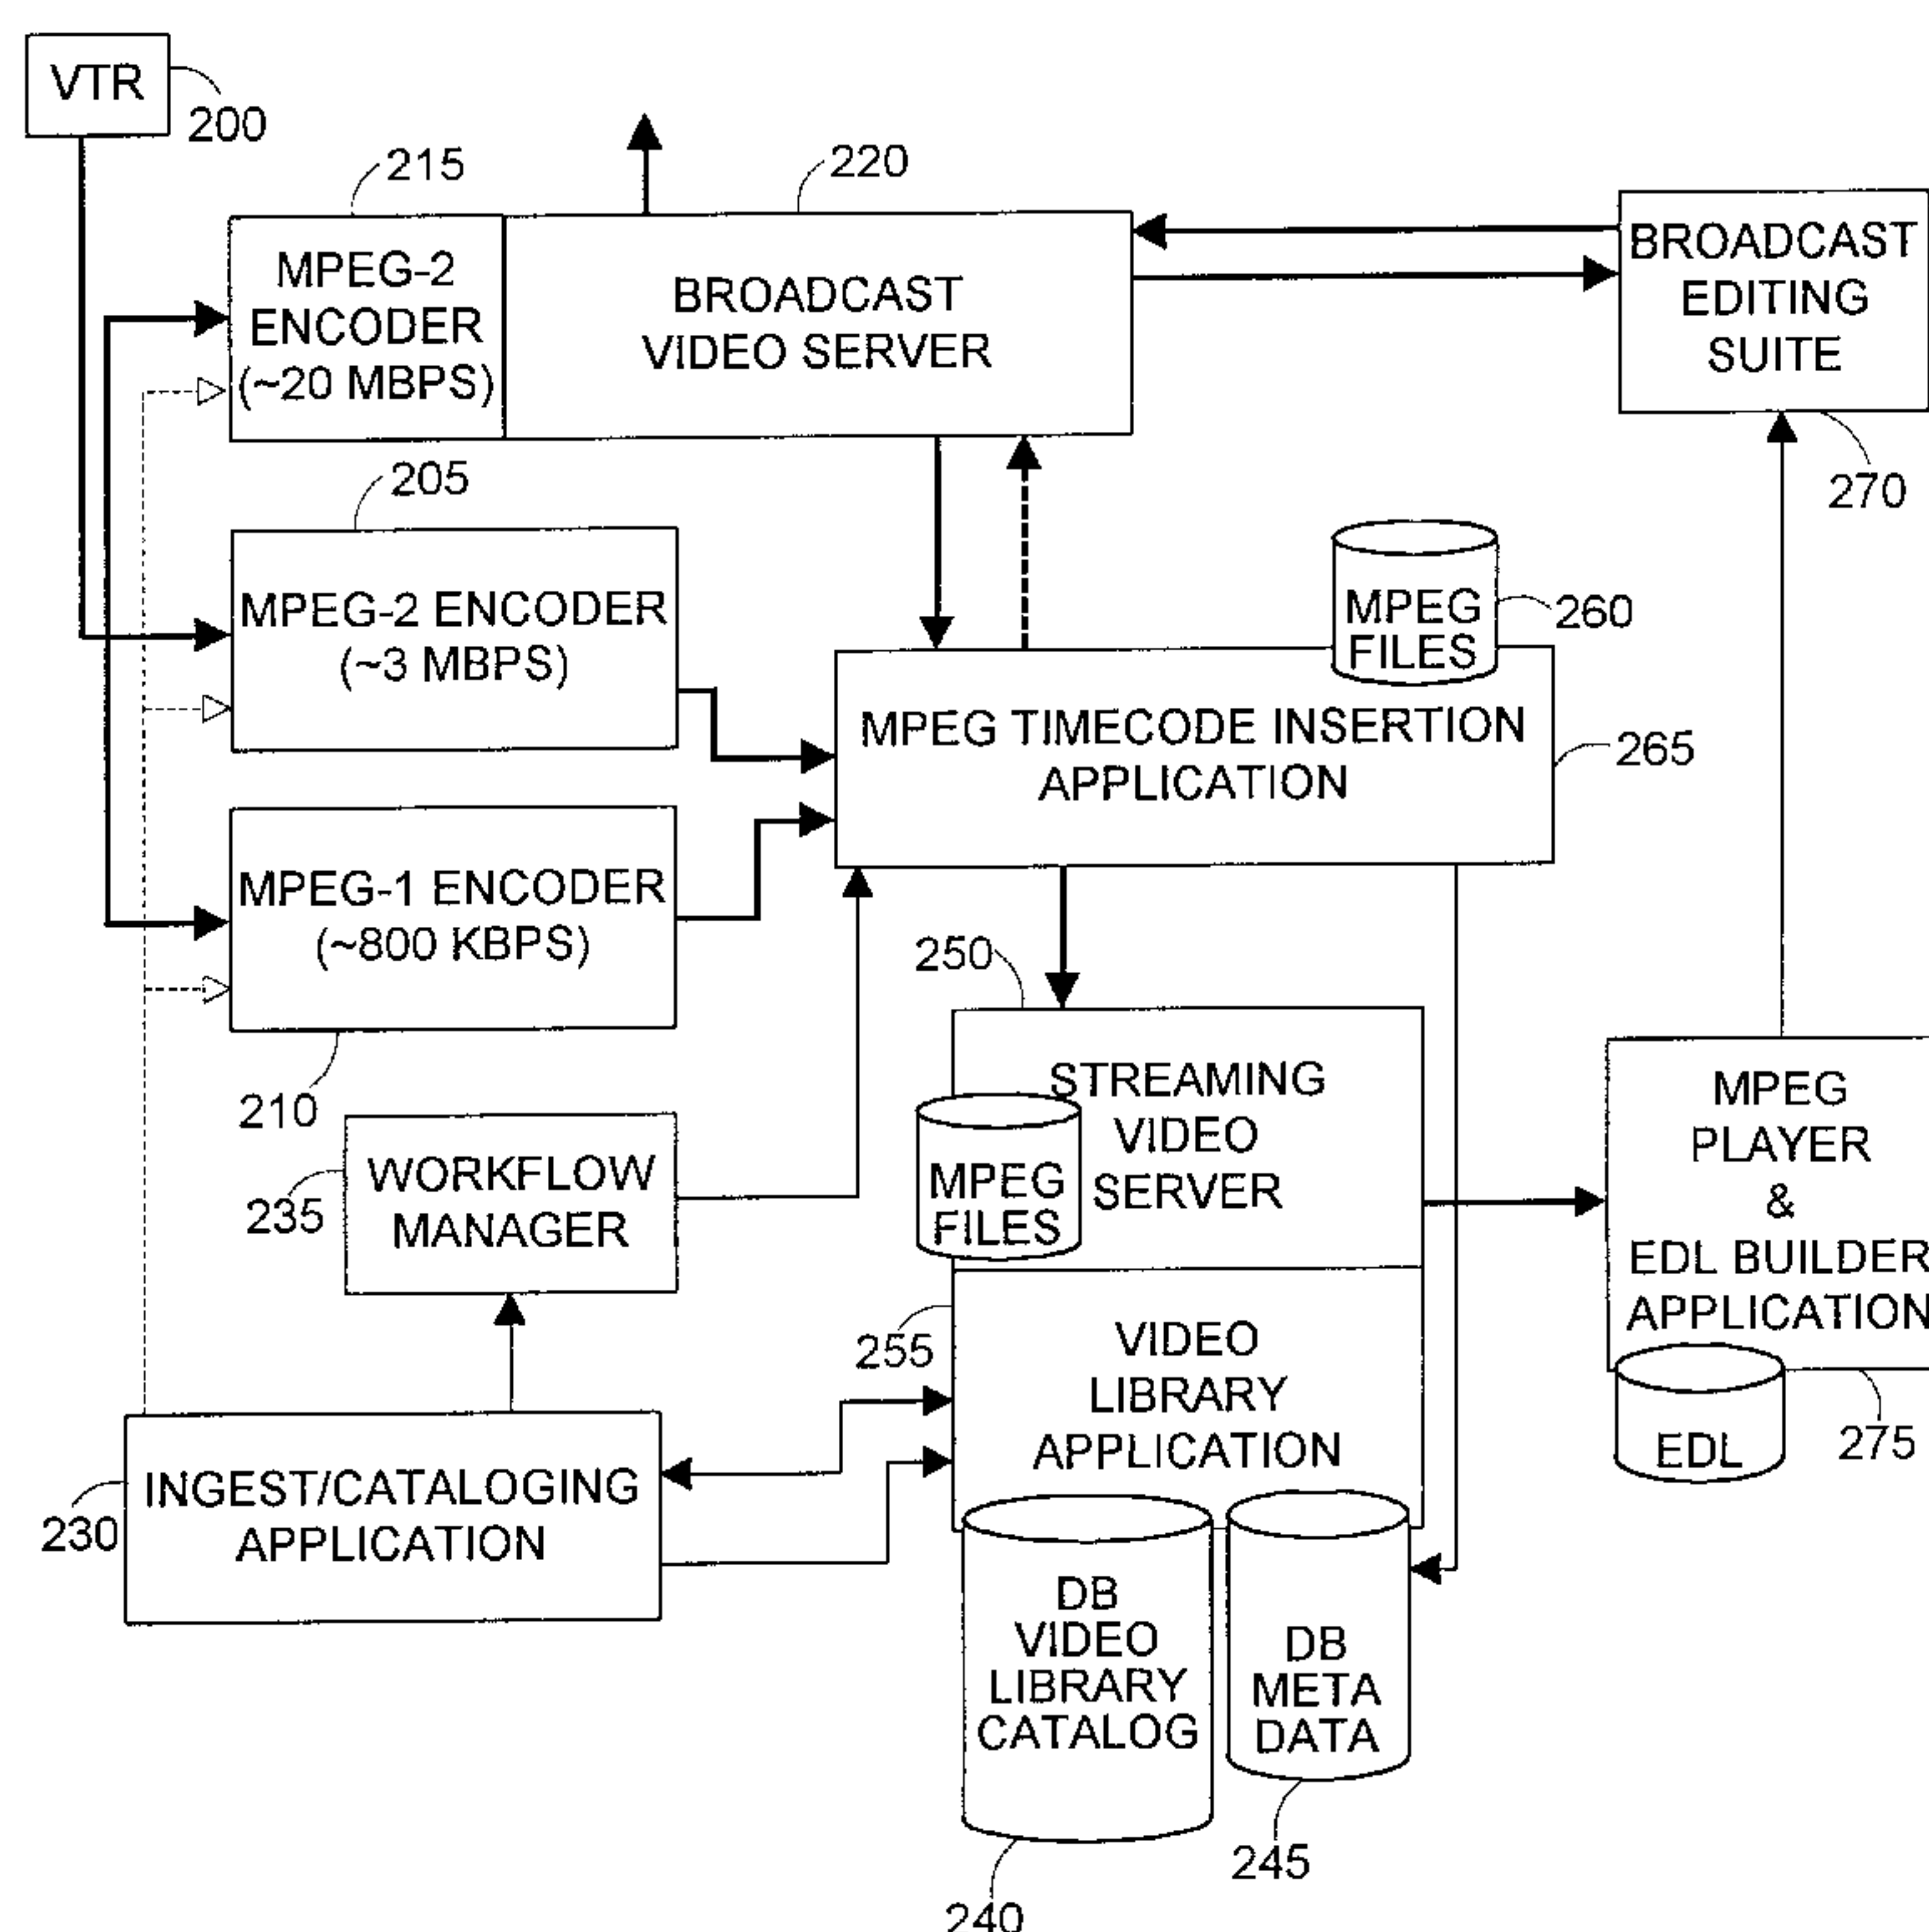 VTR
200
215
220
MPEG-2
ENCODER
(~20 MBPS)
BROADCAST
VIDEO SERVER
BROADCAST
EDITING
SUITE
270
205
MPEG-2 ENCODER
(~3 MBPS)
MPEG
FILES
260
MPEG TIMECODE INSERTION
APPLICATION
265
MPEG-1 ENCODER
(~800 KBPS)
210
250
STREAMING
VIDEO
SERVER
MPEG
FILES
MPEG
PLAYER
&
EDL BUILDER
APPLICATION
EDL
275
WORKFLOW
MANAGER
235
255
VIDEO
LIBRARY
APPLICATION
INGEST/CATALOGING
APPLICATION
230
DB
VIDEO
LIBRARY
CATALOG
DB
META
DATA
245
240